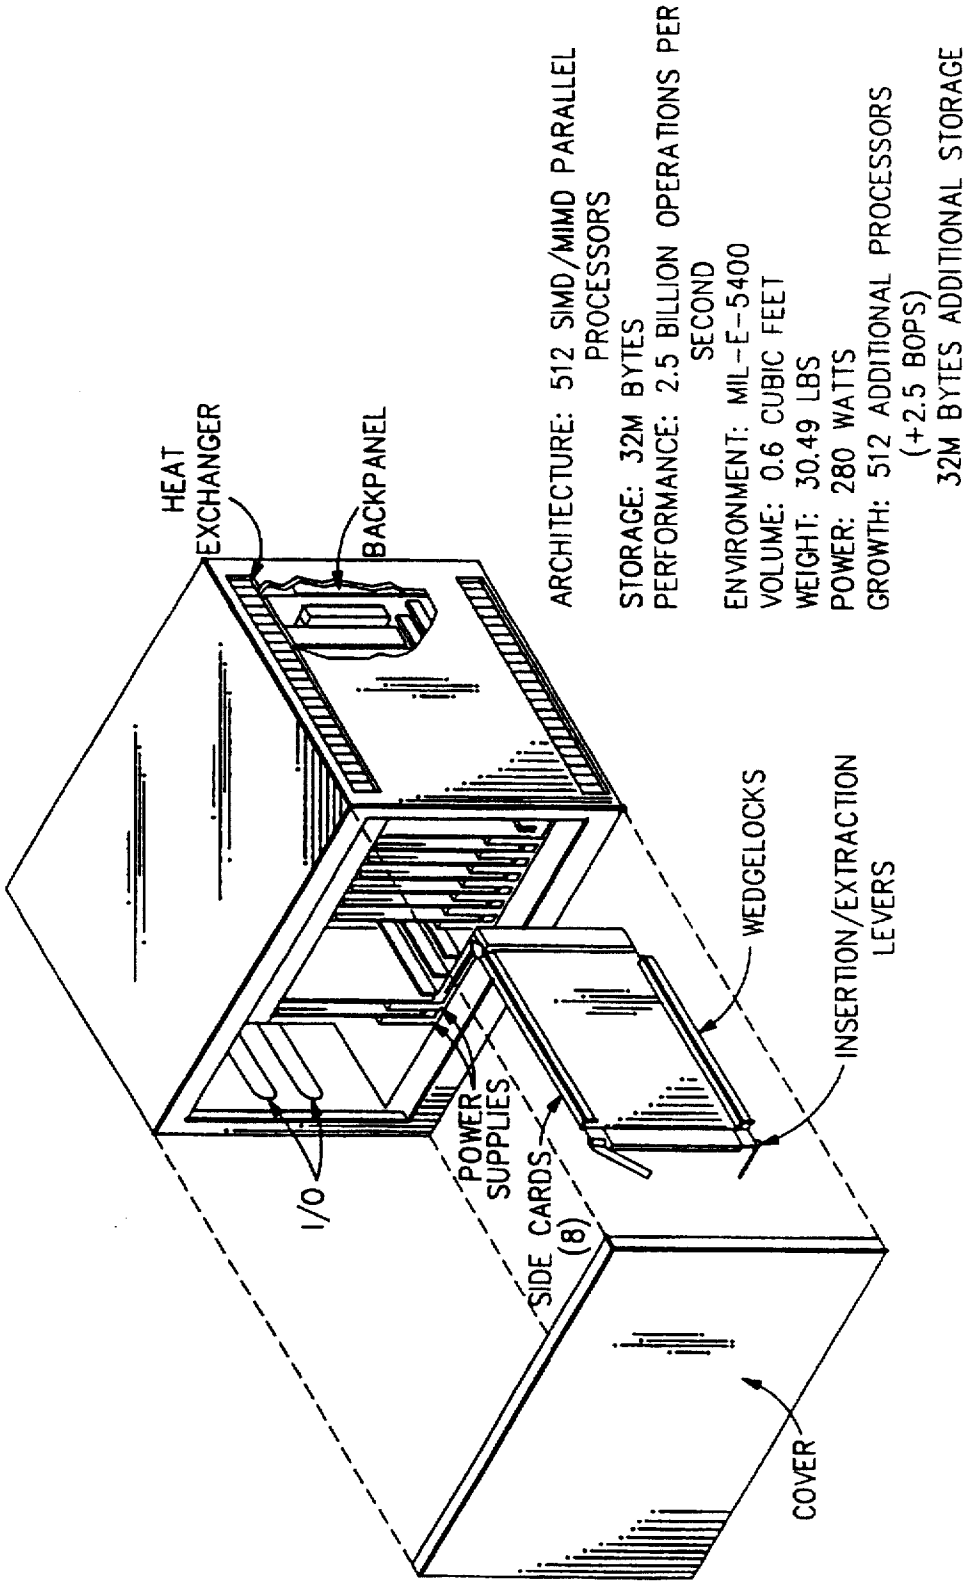 HEAT
EXCHANGER
BACKPANEL
I/O
POWER
SUPPLIES
SIDE CARDS
(8)
COVER
WEDGELOCKS
INSERTION/EXTRACTION
LEVERS
ARCHITECTURE: 512 SIMD/MIMD PARALLEL
PROCESSORS
STORAGE: 32M BYTES
PERFORMANCE: 2.5 BILLION OPERATIONS PER
SECOND
ENVIRONMENT: MIL-E-5400
VOLUME: 0.6 CUBIC FEET
WEIGHT: 30.49 LBS
POWER: 280 WATTS
GROWTH: 512 ADDITIONAL PROCESSORS
(+2.5 BOPS)
32M BYTES ADDITIONAL STORAGE